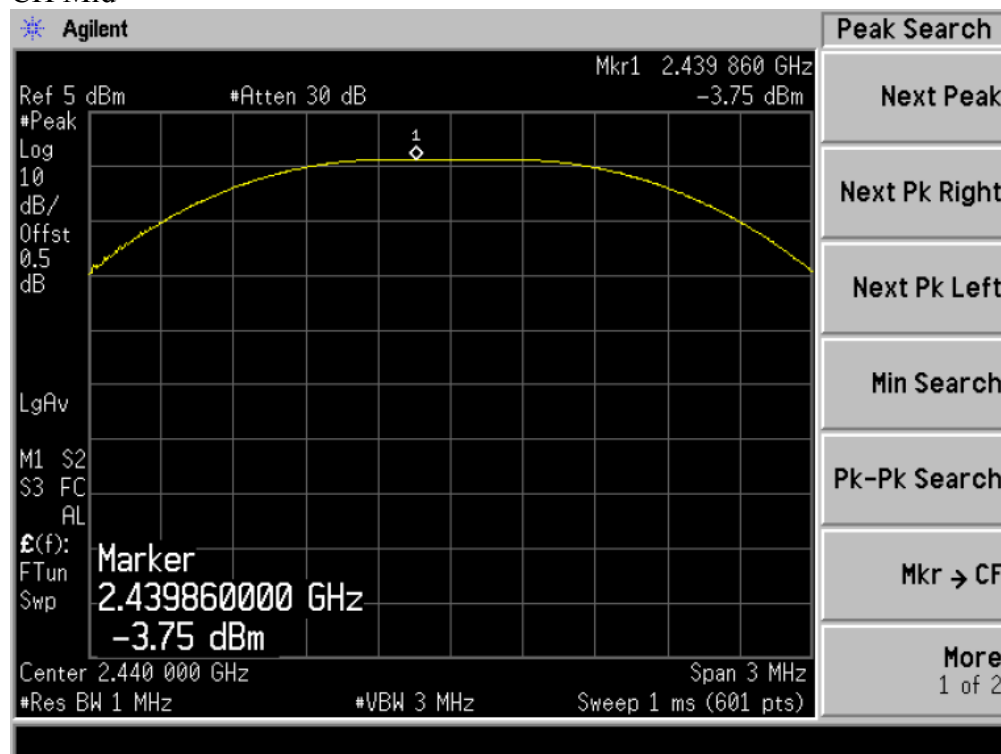 Agilent
Peak Search
Mkr1 2.439 860 GHz
Ref 5 dBm #Atten 30 dB -3.75 dBm
#Peak
Log
10
dB/
Offst
0.5
dB
1
LgAv
M1 S2
S3 FC
AL
£(f):
FTun
Swp
Marker
2.439860000 GHz
-3.75 dBm
Center 2.440 000 GHz Span 3 MHz
#Res BW 1 MHz #VBW 3 MHz Sweep 1 ms (601 pts)
Next Peak
Next Pk Right
Next Pk Left
Min Search
Pk-Pk Search
Mkr → CF
More
1 of 2